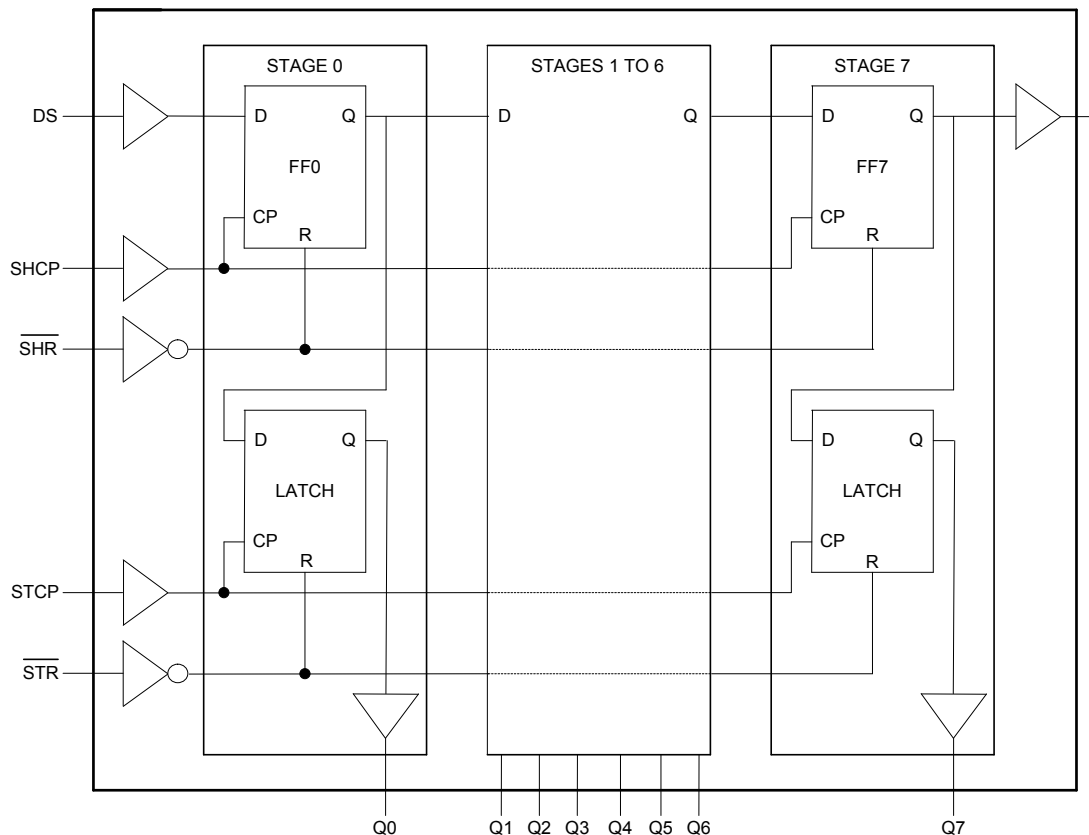 STAGE 0
STAGES 1 TO 6
STAGE 7
DS
D Q
FF0
CP
R
D Q
D Q
FF7
CP
R
SHCP
SHR
D Q
LATCH
CP
R
D Q
LATCH
CP
R
STCP
STR
Q0 Q1 Q2 Q3 Q4 Q5 Q6 Q7